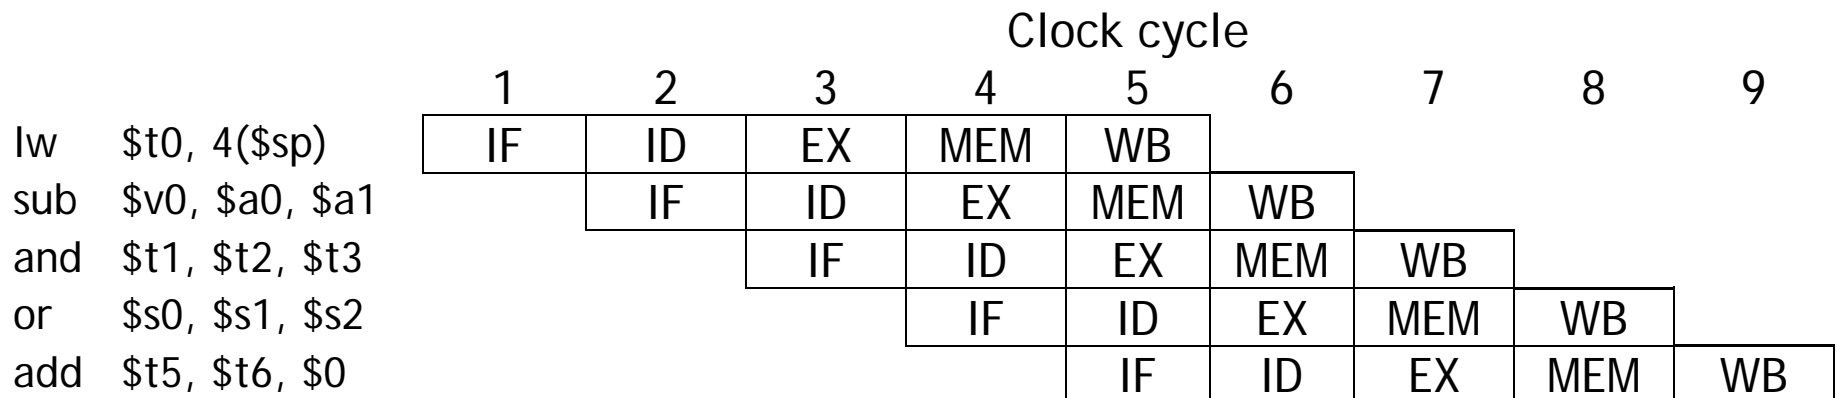 Clock cycle
1 2 3 4 5 6 7 8 9
lw $t0, 4($sp) IF ID EX MEM WB
sub $v0, $a0, $a1 IF ID EX MEM WB
and $t1, $t2, $t3 IF ID EX MEM WB
or $s0, $s1, $s2 IF ID EX MEM WB
add $t5, $t6, $0 IF ID EX MEM WB